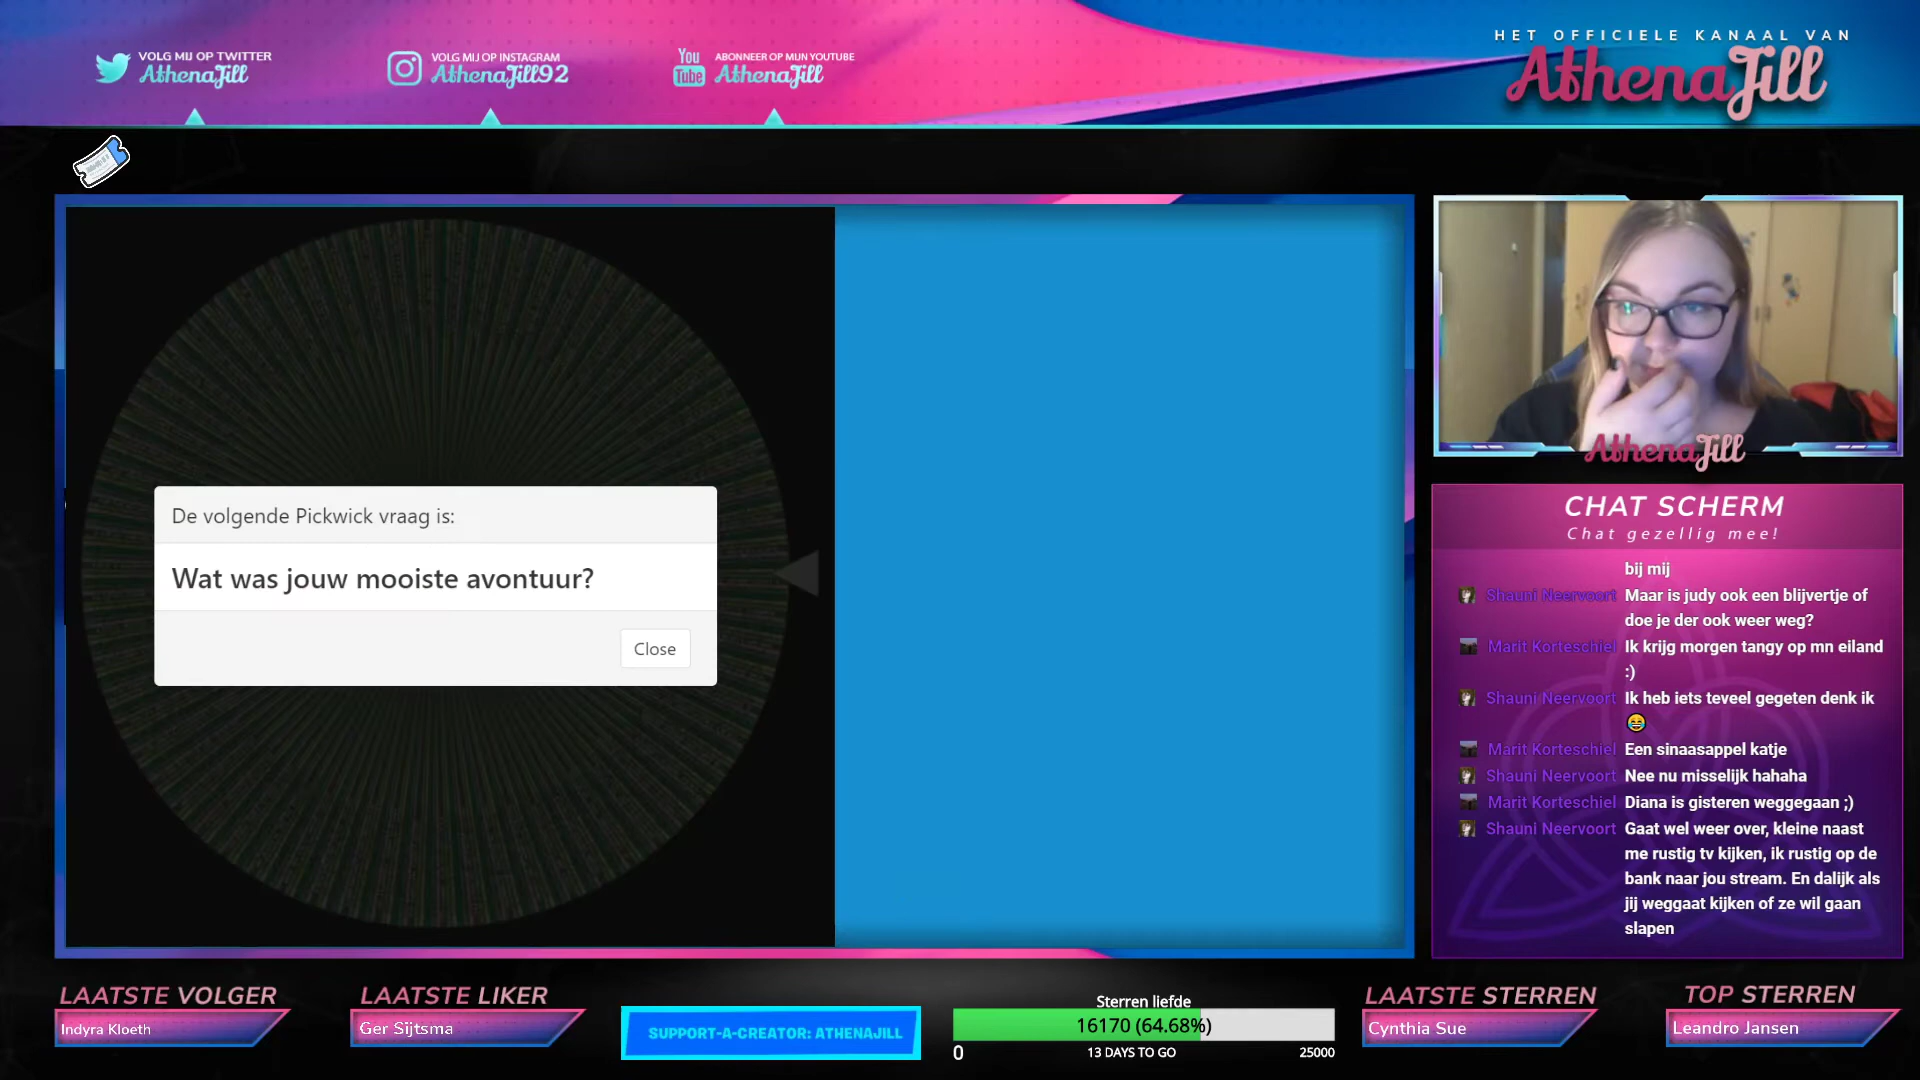 VOLG MIJ OP TWITTER
AthenaJill
VOLG MIJ OP INSTAGRAM
AthenaJill92
You
Tube
ABONNEER OP MIJN YOUTUBE
AthenaJill
HET OFFICIELE KANAAL VAN
AthenaJill
De volgende Pickwick vraag is:
Wat was jouw mooiste avontuur?
Close
AthenaJill
CHAT SCHERM
Chat gezellig mee!
bij mij
Shauni Neervoort Maar is judy ook een blijvertje of
doe je der ook weer weg?
Marit Korteschiel Ik krijg morgen tangy op mn eiland
:)
Shauni Neervoort Ik heb iets teveel gegeten denk ik
😂
Marit Korteschiel Een sinaasappel katje
Shauni Neervoort Nee nu misselijk hahaha
Marit Korteschiel Diana is gisteren weggegaan ;)
Shauni Neervoort Gaat wel weer over, kleine naast
me rustig tv kijken, ik rustig op de
bank naar jou stream. En dalijk als
jij weggaat kijken of ze wil gaan
slapen
LAATSTE VOLGER
Indyra Kloeth
LAATSTE LIKER
Ger Sijtsma
SUPPORT-A-CREATOR: ATHENAJILL
Sterren liefde
16170 (64.68%)
0 13 DAYS TO GO 25000
LAATSTE STERREN
Cynthia Sue
TOP STERREN
Leandro Jansen